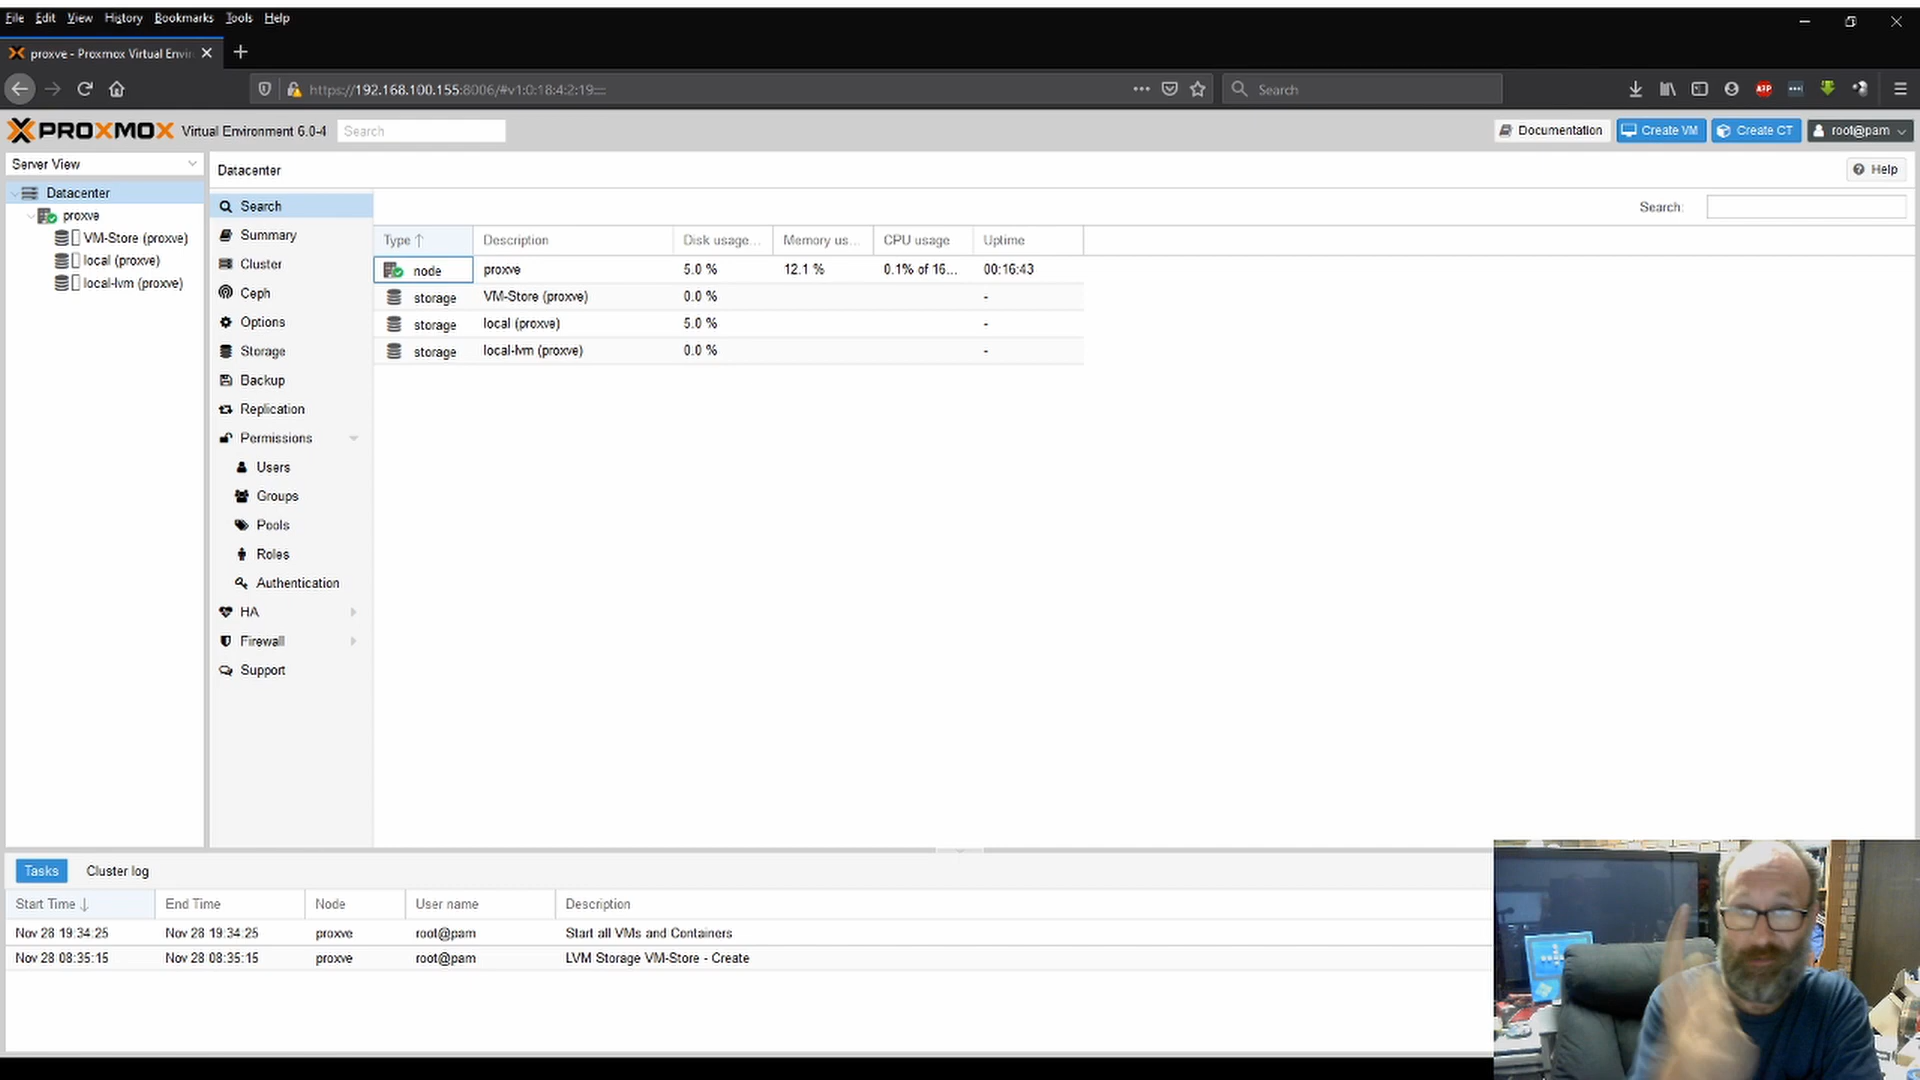 File Edit View History Bookmarks Tools Help
proxve - Proxmox Virtual Envir
https://192.168.100.155:8006/#v1:0:18:4:2:19:::::
Search
ABP
PROXMOX Virtual Environment 6.0-4
Search
Documentation
Create VM
Create CT
root@pam
Server View
Datacenter
proxve
VM-Store (proxve)
local (proxve)
local-lvm (proxve)
Datacenter
Help
Search
Summary
Cluster
Ceph
Options
Storage
Backup
Replication
Permissions
Users
Groups
Pools
Roles
Authentication
HA
Firewall
Support
Search:
Type Description Disk usage... Memory us... CPU usage Uptime
node proxve 5.0 % 12.1 % 0.1% of 16... 00:16:43
storage VM-Store (proxve) 0.0 % -
storage local (proxve) 5.0 % -
storage local-lvm (proxve) 0.0 % -
Tasks Cluster log
Start Time End Time Node User name Description
Nov 28 19:34:25 Nov 28 19:34:25 proxve root@pam Start all VMs and Containers
Nov 28 08:35:15 Nov 28 08:35:15 proxve root@pam LVM Storage VM-Store - Create